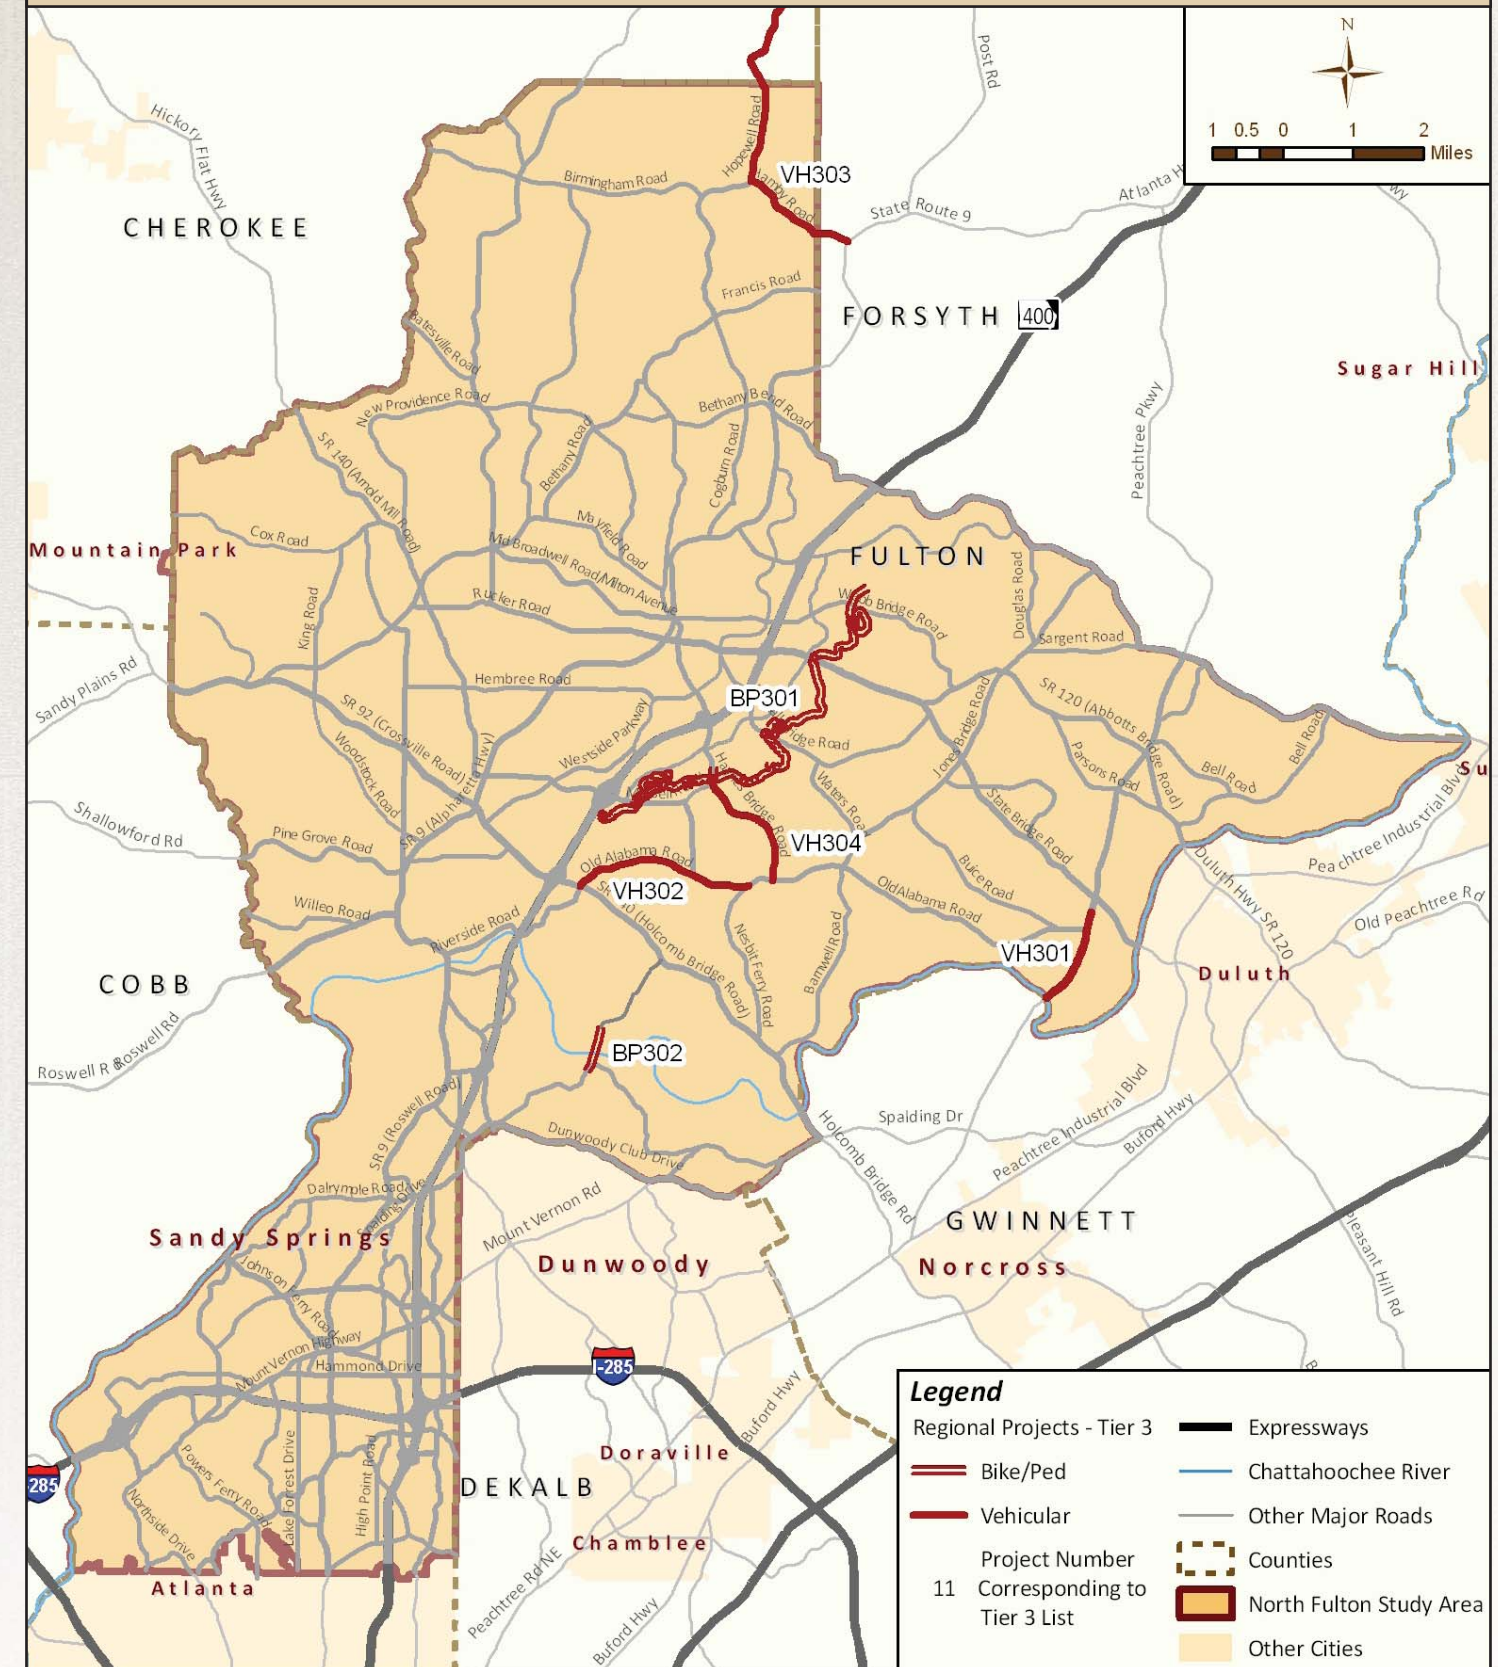 N
1 0.5 0 1 2
Miles
Post Rd
Hickory Flat Hwy
Hopewell Road
VH303
Birmingham Road
CHEROKEE
State Route 9
Atlanta H
wy
Francis Road
FORSYTH
400
Batesville Road
Sugar Hill
New Providence Road
Bethany Bend Road
Peachtree Pkwy
SR 140 (Arnold Mill Road)
Bethany Road
Cogburn Road
Mountain Park
Cox Road
Mayfield Road
Mid Broadwell Road/Milton Avenue
FULTON
Rucker Road
King Road
Webb Bridge Road
Douglas Road
Sargent Road
Sandy Plains Rd
Hembree Road
BP301
SR 92 (Crossville Road)
Westside Parkway
SR 120 (Abbotts Bridge Road)
Woodstock Road
SR 9 (Alpharetta Hwy)
Jones Bridge Road
Parsons Road
Bell Road
Bell Road
Su
Shallowford Rd
Pine Grove Road
Waters Road
State Bridge Road
VH304
Old Alabama Road
VH302
Peachtree Industrial Blvd
Buice Road
Old Alabama Road
Duluth Hwy SR 120
Old Peachtree Rd
Willeo Road
Riverside Road
(Holcomb Bridge Road)
Nesbit Ferry Road
Barnwell Road
VH301
Duluth
COBB
Roswell Rd
Roswell R
BP302
SR 9 (Roswell Road)
Dunwoody Club Drive
Spalding Dr
Peachtree Industrial Blvd
Buford Hwy
Holcomb Bridge Rd
Dalrymple Road
Spalding Drive
Sandy Springs
Mount Vernon Rd
GWINNETT
Dunwoody
Norcross
Pleasant Hill Rd
Johnson Ferry Road
Mount Vernon Highway
Hammond Drive
I-285
Buford Hwy
Doraville
DEKALB
285
Powers Ferry Road
Northside Drive
Lake Forrest Drive
High Point Road
Chamblee
Atlanta
Peachtree Rd NE
Buford Hwy
Legend
Regional Projects - Tier 3
Bike/Ped
Vehicular
Project Number
11 Corresponding to
Tier 3 List
Expressways
Chattahoochee River
Other Major Roads
Counties
North Fulton Study Area
Other Cities